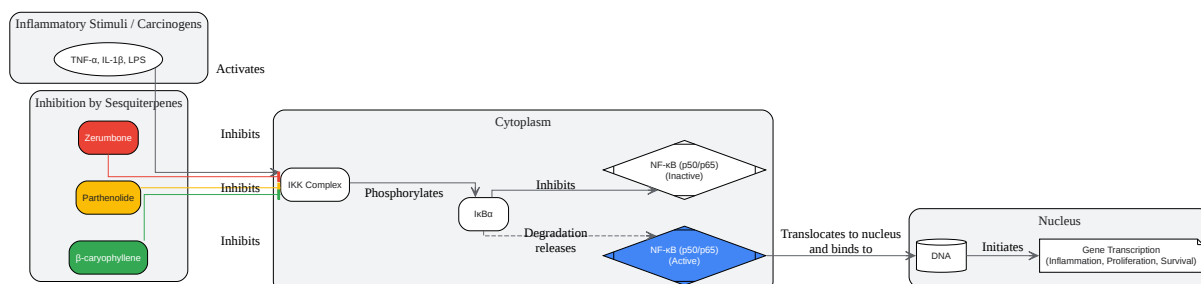 Inflammatory Stimuli / Carcinogens
TNF-α, IL-1β, LPS
Activates
Inhibition by Sesquiterpenes
Zerumbone
Parthenolide
β-caryophyllene
Inhibits
Inhibits
Inhibits
Cytoplasm
IKK Complex
Phosphorylates
IκBα
Inhibits
NF-κB (p50/p65)
(Inactive)
Degradation
releases
NF-κB (p50/p65)
(Active)
Translocates to nucleus
and binds to
Nucleus
DNA
Initiates
Gene Transcription
(Inflammation, Proliferation, Survival)